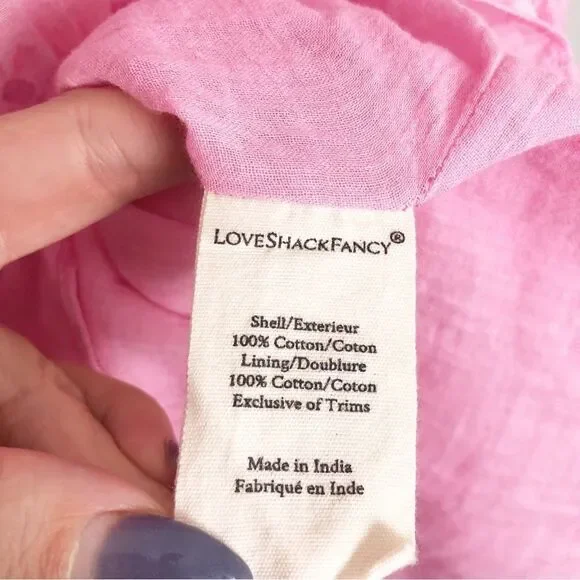 LOVESHACKFANCY®
Shell/Exterieur
100% Cotton/Coton
Lining/Doublure
100% Cotton/Coton
Exclusive of Trims
Made in India
Fabriqué en Inde